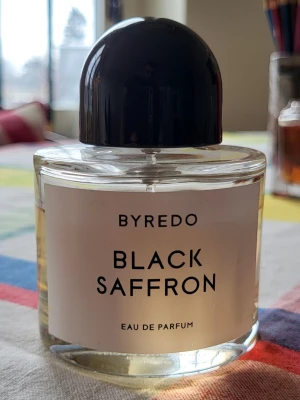 BYREDO
BLACK
SAFFRON
EAU DE PARFUM